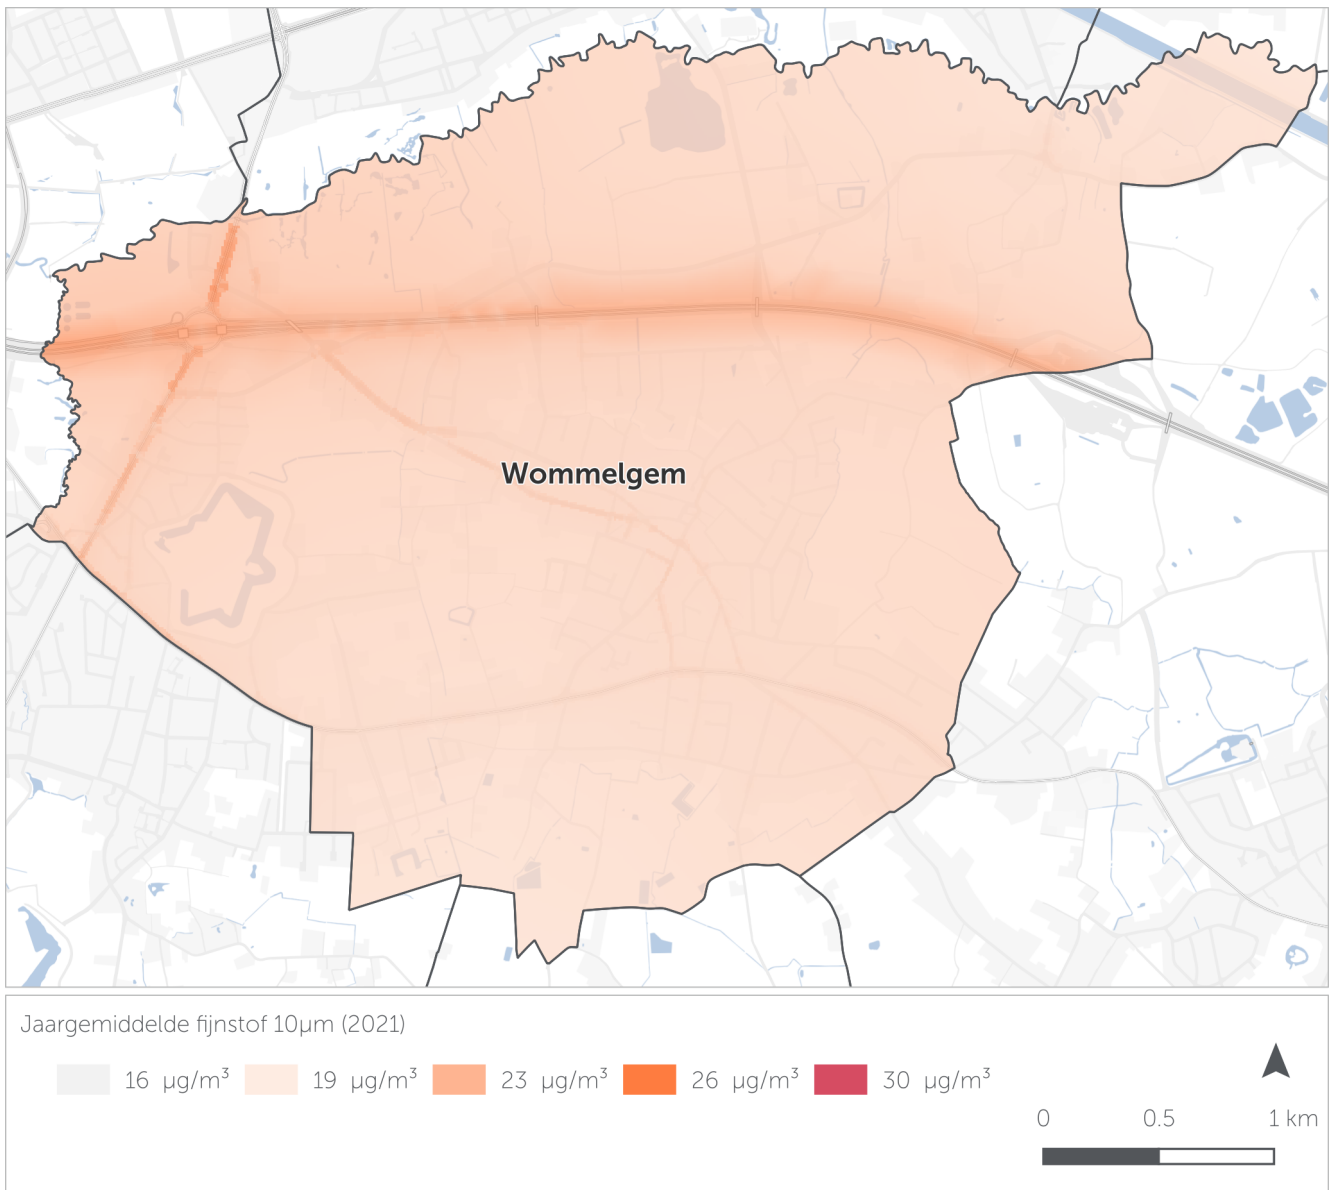 Wommelgem
Jaargemiddelde fijnstof 10µm (2021)
16 µg/m³ 19 µg/m³ 23 µg/m³ 26 µg/m³ 30 µg/m³
0 0.5 1 km